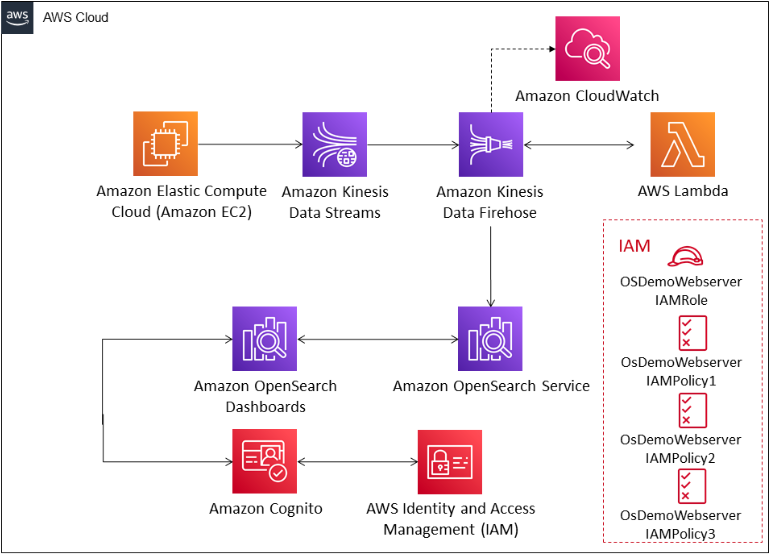 aws
AWS Cloud
Amazon CloudWatch
Amazon Elastic Compute
Cloud (Amazon EC2)
Amazon Kinesis
Data Streams
Amazon Kinesis
Data Firehose
AWS Lambda
IAM
OSDemoWebserver
IAMRole
OsDemoWebserver
IAMPolicy1
OsDemoWebserver
IAMPolicy2
OsDemoWebserver
IAMPolicy3
Amazon OpenSearch
Dashboards
Amazon OpenSearch Service
Amazon Cognito
AWS Identity and Access
Management (IAM)